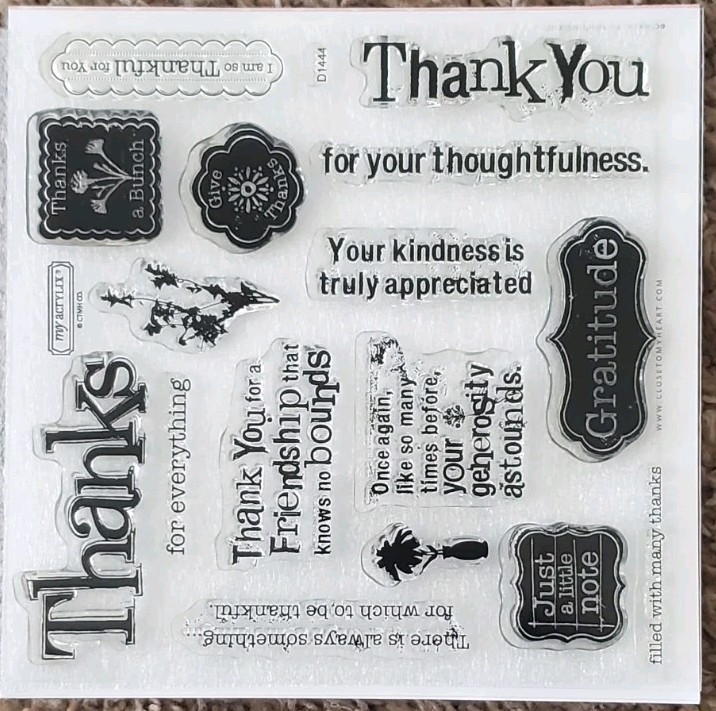 I am so Thankful for You
D1444
Thank You
Thanks
a Bunch
Give
Thanks
for your thoughtfulness.
Your kindness is
truly appreciated
my ACRYLIX®
© CTMH CO.
Gratitude
WWW.CLOSETOMYHEART.COM
Thanks
for everything
Thank You for a
Friendship that
knows no bounds
Once again,
like so many
times before,
your
generosity
astounds.
Just
a little
note
filled with many thanks
There is always something
for which to be thankful.